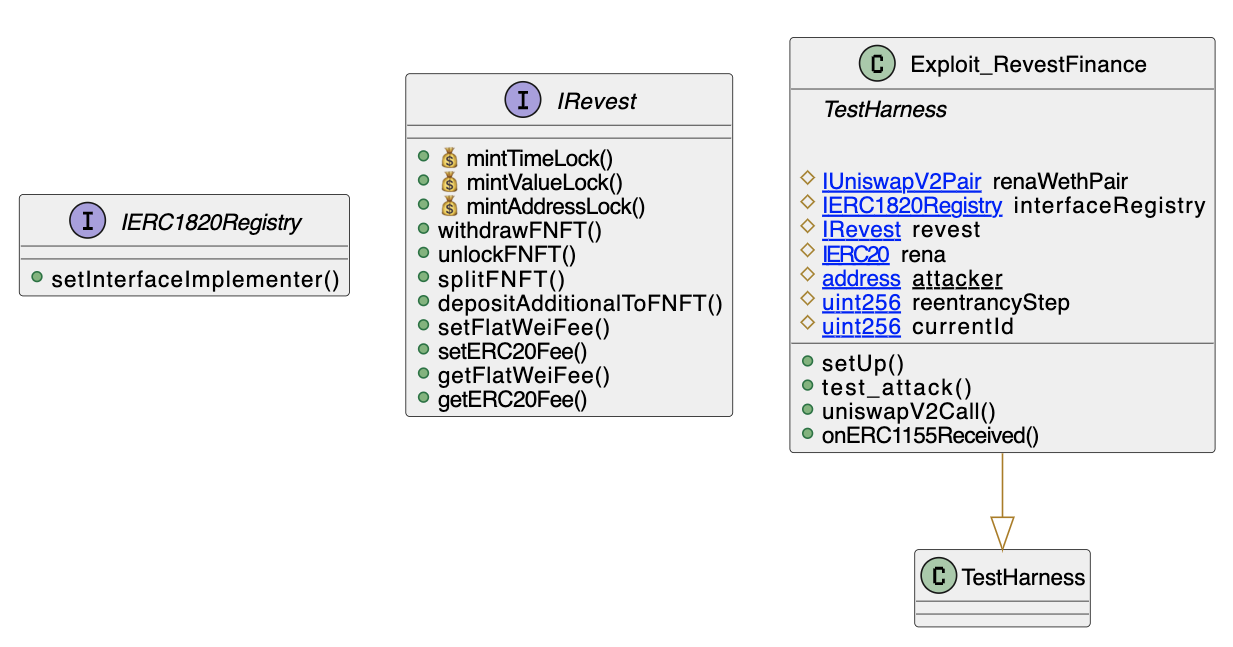 I IERC1820Registry
setInterfaceImplementer()
I IRevest
mintTimeLock()
mintValueLock()
mintAddressLock()
withdrawFNFT()
unlockFNFT()
splitFNFT()
depositAdditionalToFNFT()
setFlatWeiFee()
setERC20Fee()
getFlatWeiFee()
getERC20Fee()
C Exploit_RevestFinance
TestHarness
IUniswapV2Pair renaWethPair
IERC1820Registry interfaceRegistry
IRevest revest
IERC20 rena
address attacker
uint256 reentrancyStep
uint256 currentId
setUp()
test_attack()
uniswapV2Call()
onERC1155Received()
C TestHarness